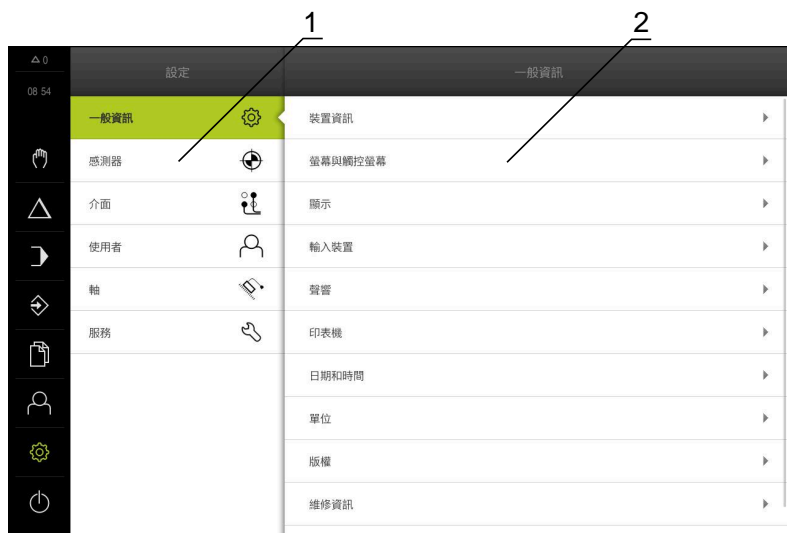 1
2
△ 0
08 54
設定
一般資訊
一般資訊
感測器
介面
使用者
軸
服務
裝置資訊
螢幕與觸控螢幕
顯示
輸入裝置
聲響
印表機
日期和時間
單位
版權
維修資訊